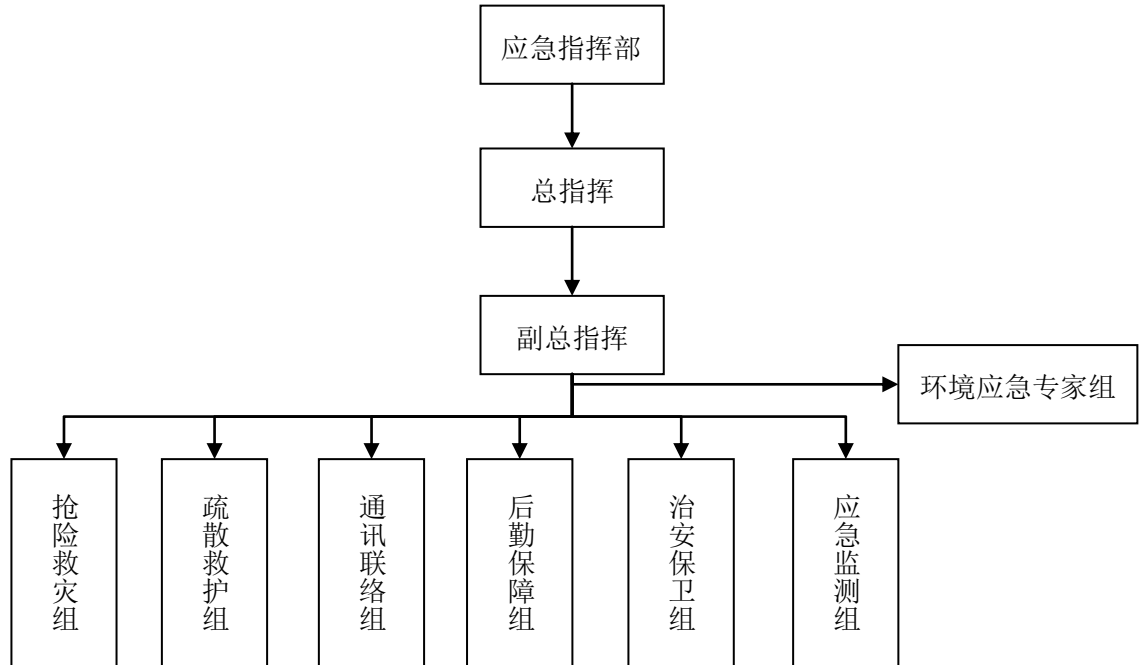 应急指挥部
总指挥
副总指挥
环境应急专家组
抢险救灾组
疏散救护组
通讯联络组
后勤保障组
治安保卫组
应急监测组